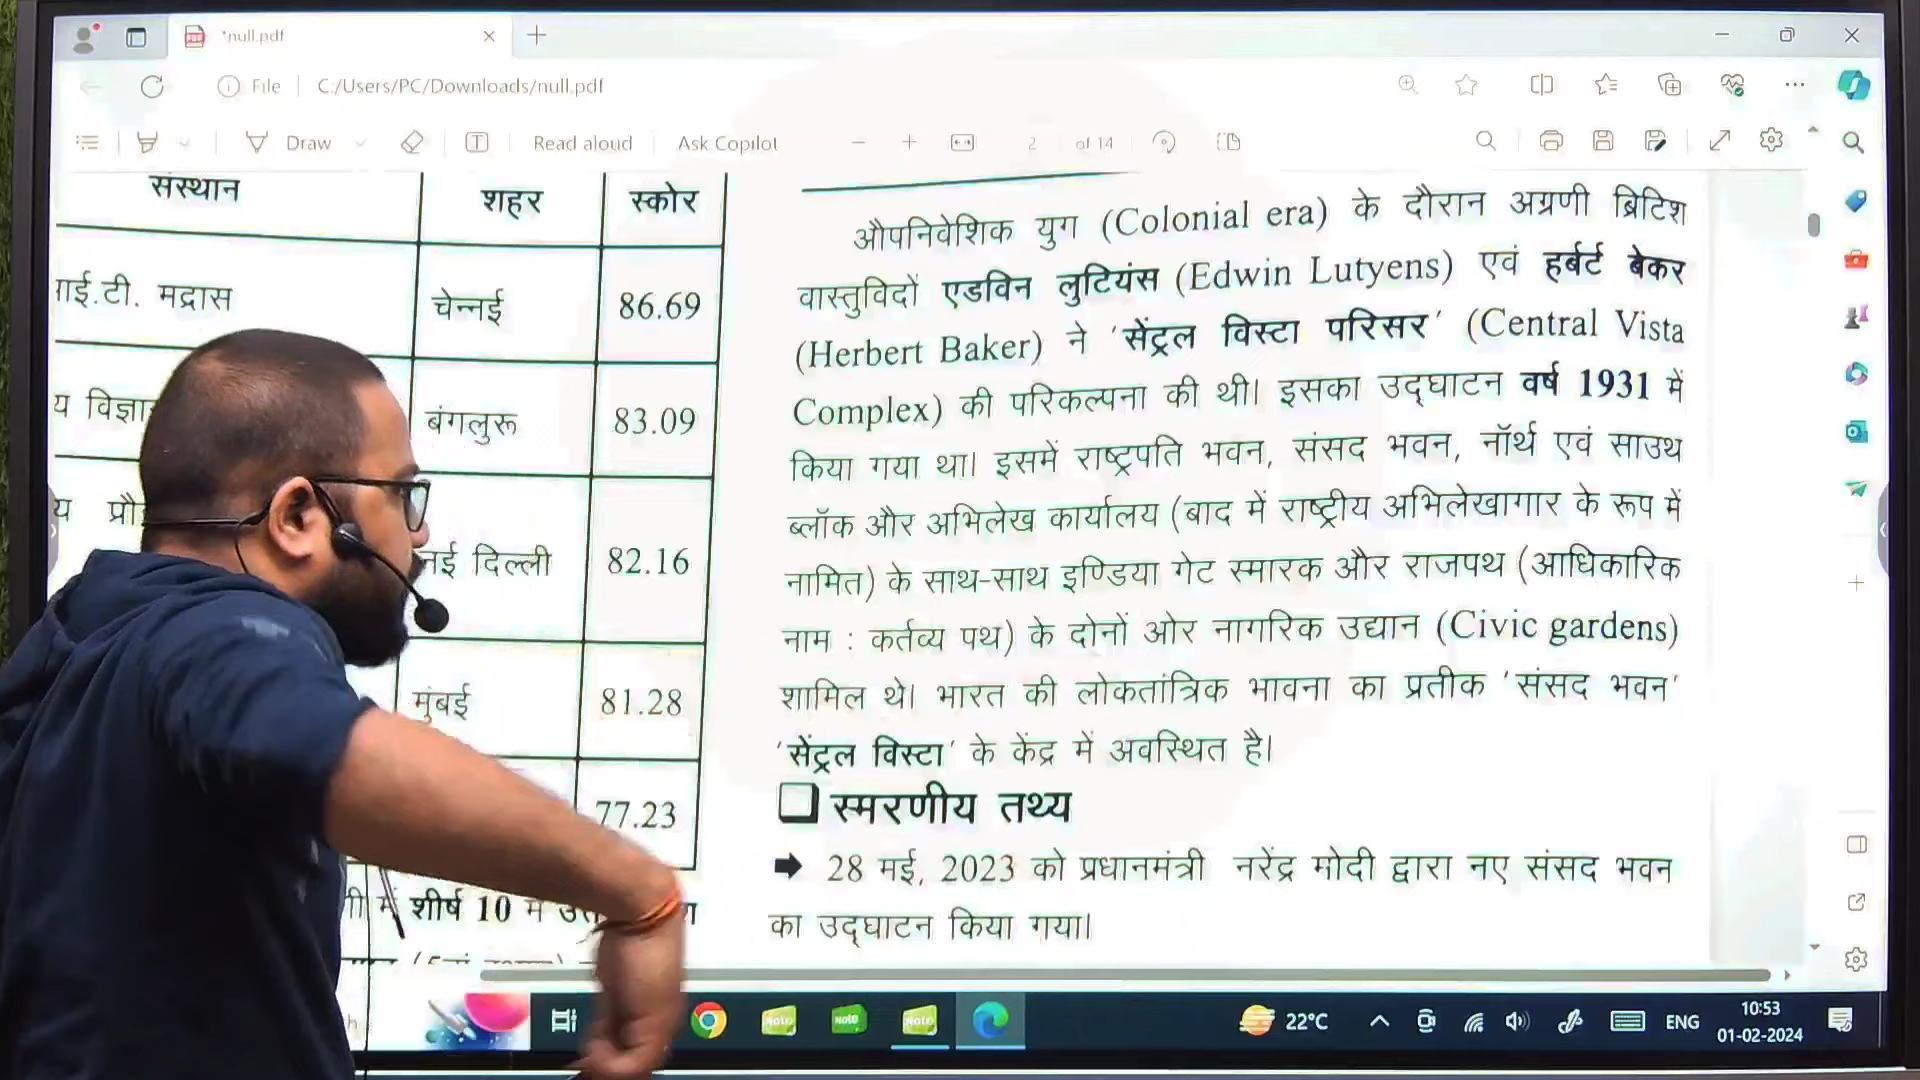 *null.pdf
File
C:/Users/PC/Downloads/null.pdf
Draw
Read aloud
Ask Copilot
2 of 14
संस्थान शहर स्कोर
आई.टी. मद्रास चेन्नई 86.69
य बंगलुरू 83.09
य नई दिल्ली 82.16
मुंबई 81.28
77.23
में शीर्ष 10 में
औपनिवेशिक युग (Colonial era) के दौरान अग्रणी ब्रिटिश
वास्तुविदों एडविन लुटियंस (Edwin Lutyens) एवं हर्बर्ट बेकर
(Herbert Baker) ने 'सेंट्रल विस्टा परिसर' (Central Vista
Complex) की परिकल्पना की थी। इसका उद्घाटन वर्ष 1931 में
किया गया था। इसमें राष्ट्रपति भवन, संसद भवन, नॉर्थ एवं साउथ
ब्लॉक और अभिलेख कार्यालय (बाद में राष्ट्रीय अभिलेखागार के रूप में
नामित) के साथ-साथ इण्डिया गेट स्मारक और राजपथ (आधिकारिक
नाम : कर्तव्य पथ) के दोनों ओर नागरिक उद्यान (Civic gardens)
शामिल थे। भारत की लोकतांत्रिक भावना का प्रतीक 'संसद भवन'
'सेंट्रल विस्टा' के केंद्र में अवस्थित है।
स्मरणीय तथ्य
28 मई, 2023 को प्रधानमंत्री नरेंद्र मोदी द्वारा नए संसद भवन
का उद्घाटन किया गया।
22°C
ENG
10:53
01-02-2024